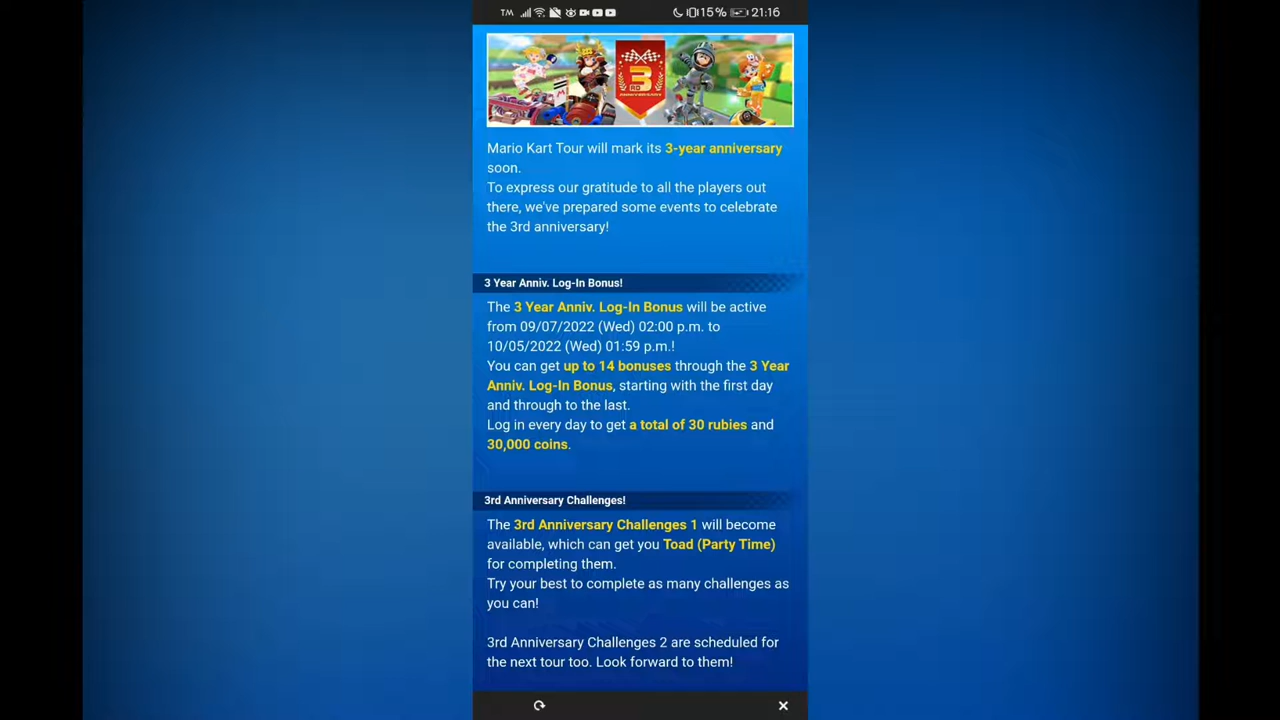 TM 15% 21:16
3
RD
ANNIVERSARY
Mario Kart Tour will mark its 3-year anniversary
soon.
To express our gratitude to all the players out
there, we've prepared some events to celebrate
the 3rd anniversary!
3 Year Anniv. Log-In Bonus!
The 3 Year Anniv. Log-In Bonus will be active
from 09/07/2022 (Wed) 02:00 p.m. to
10/05/2022 (Wed) 01:59 p.m.!
You can get up to 14 bonuses through the 3 Year
Anniv. Log-In Bonus, starting with the first day
and through to the last.
Log in every day to get a total of 30 rubies and
30,000 coins.
3rd Anniversary Challenges!
The 3rd Anniversary Challenges 1 will become
available, which can get you Toad (Party Time)
for completing them.
Try your best to complete as many challenges as
you can!
3rd Anniversary Challenges 2 are scheduled for
the next tour too. Look forward to them!